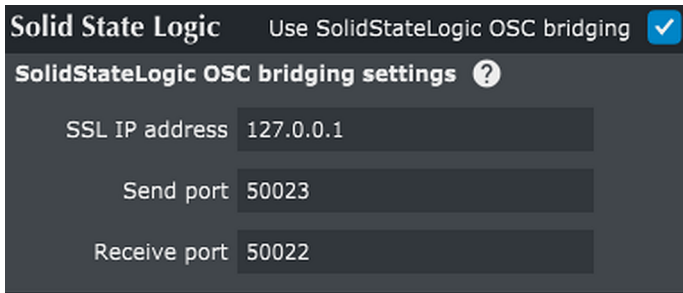 Solid State Logic Use SolidStateLogic OSC bridging
SolidStateLogic OSC bridging settings ?
SSL IP address 127.0.0.1
Send port 50023
Receive port 50022